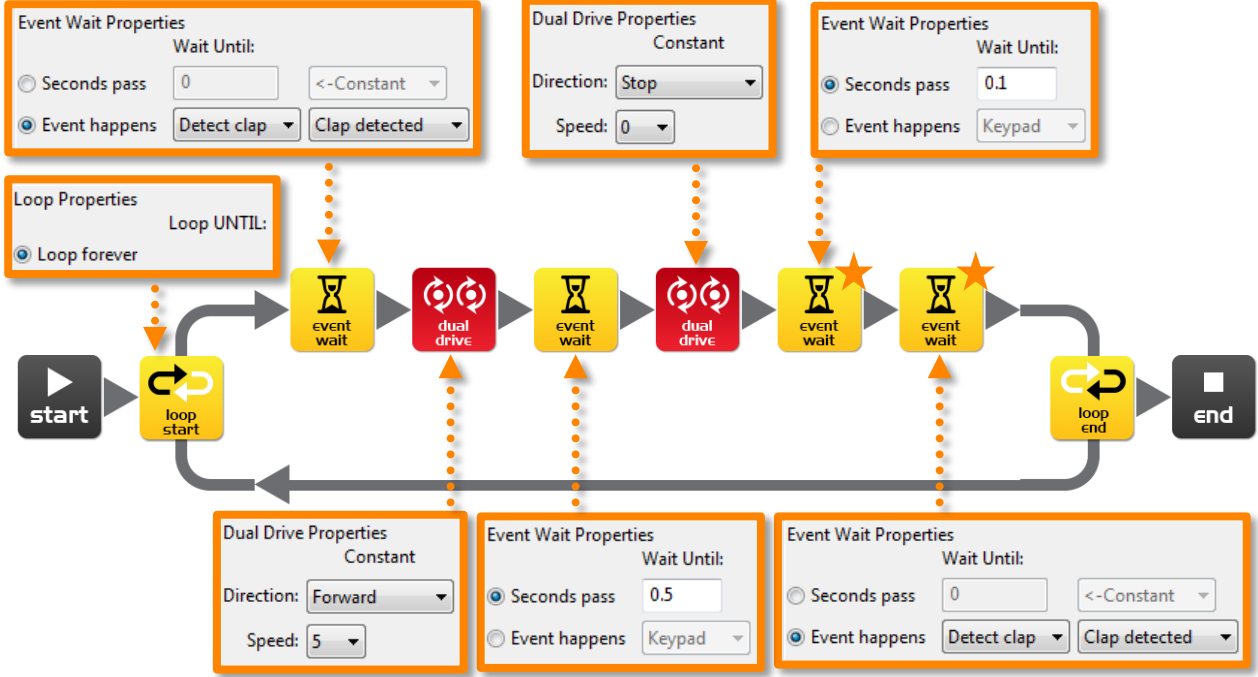 Event Wait Properties
Wait Until:
Seconds pass 0 <-Constant
Event happens Detect clap Clap detected
Dual Drive Properties
Constant
Direction: Stop
Speed: 0
Event Wait Properties
Wait Until:
Seconds pass 0.1
Event happens Keypad
Loop Properties
Loop UNTIL:
Loop forever
start
loop
start
event
wait
dual
drive
event
wait
dual
drive
event
wait
event
wait
loop
end
end
Dual Drive Properties
Constant
Direction: Forward
Speed: 5
Event Wait Properties
Wait Until:
Seconds pass 0.5
Event happens Keypad
Event Wait Properties
Wait Until:
Seconds pass 0 <-Constant
Event happens Detect clap Clap detected